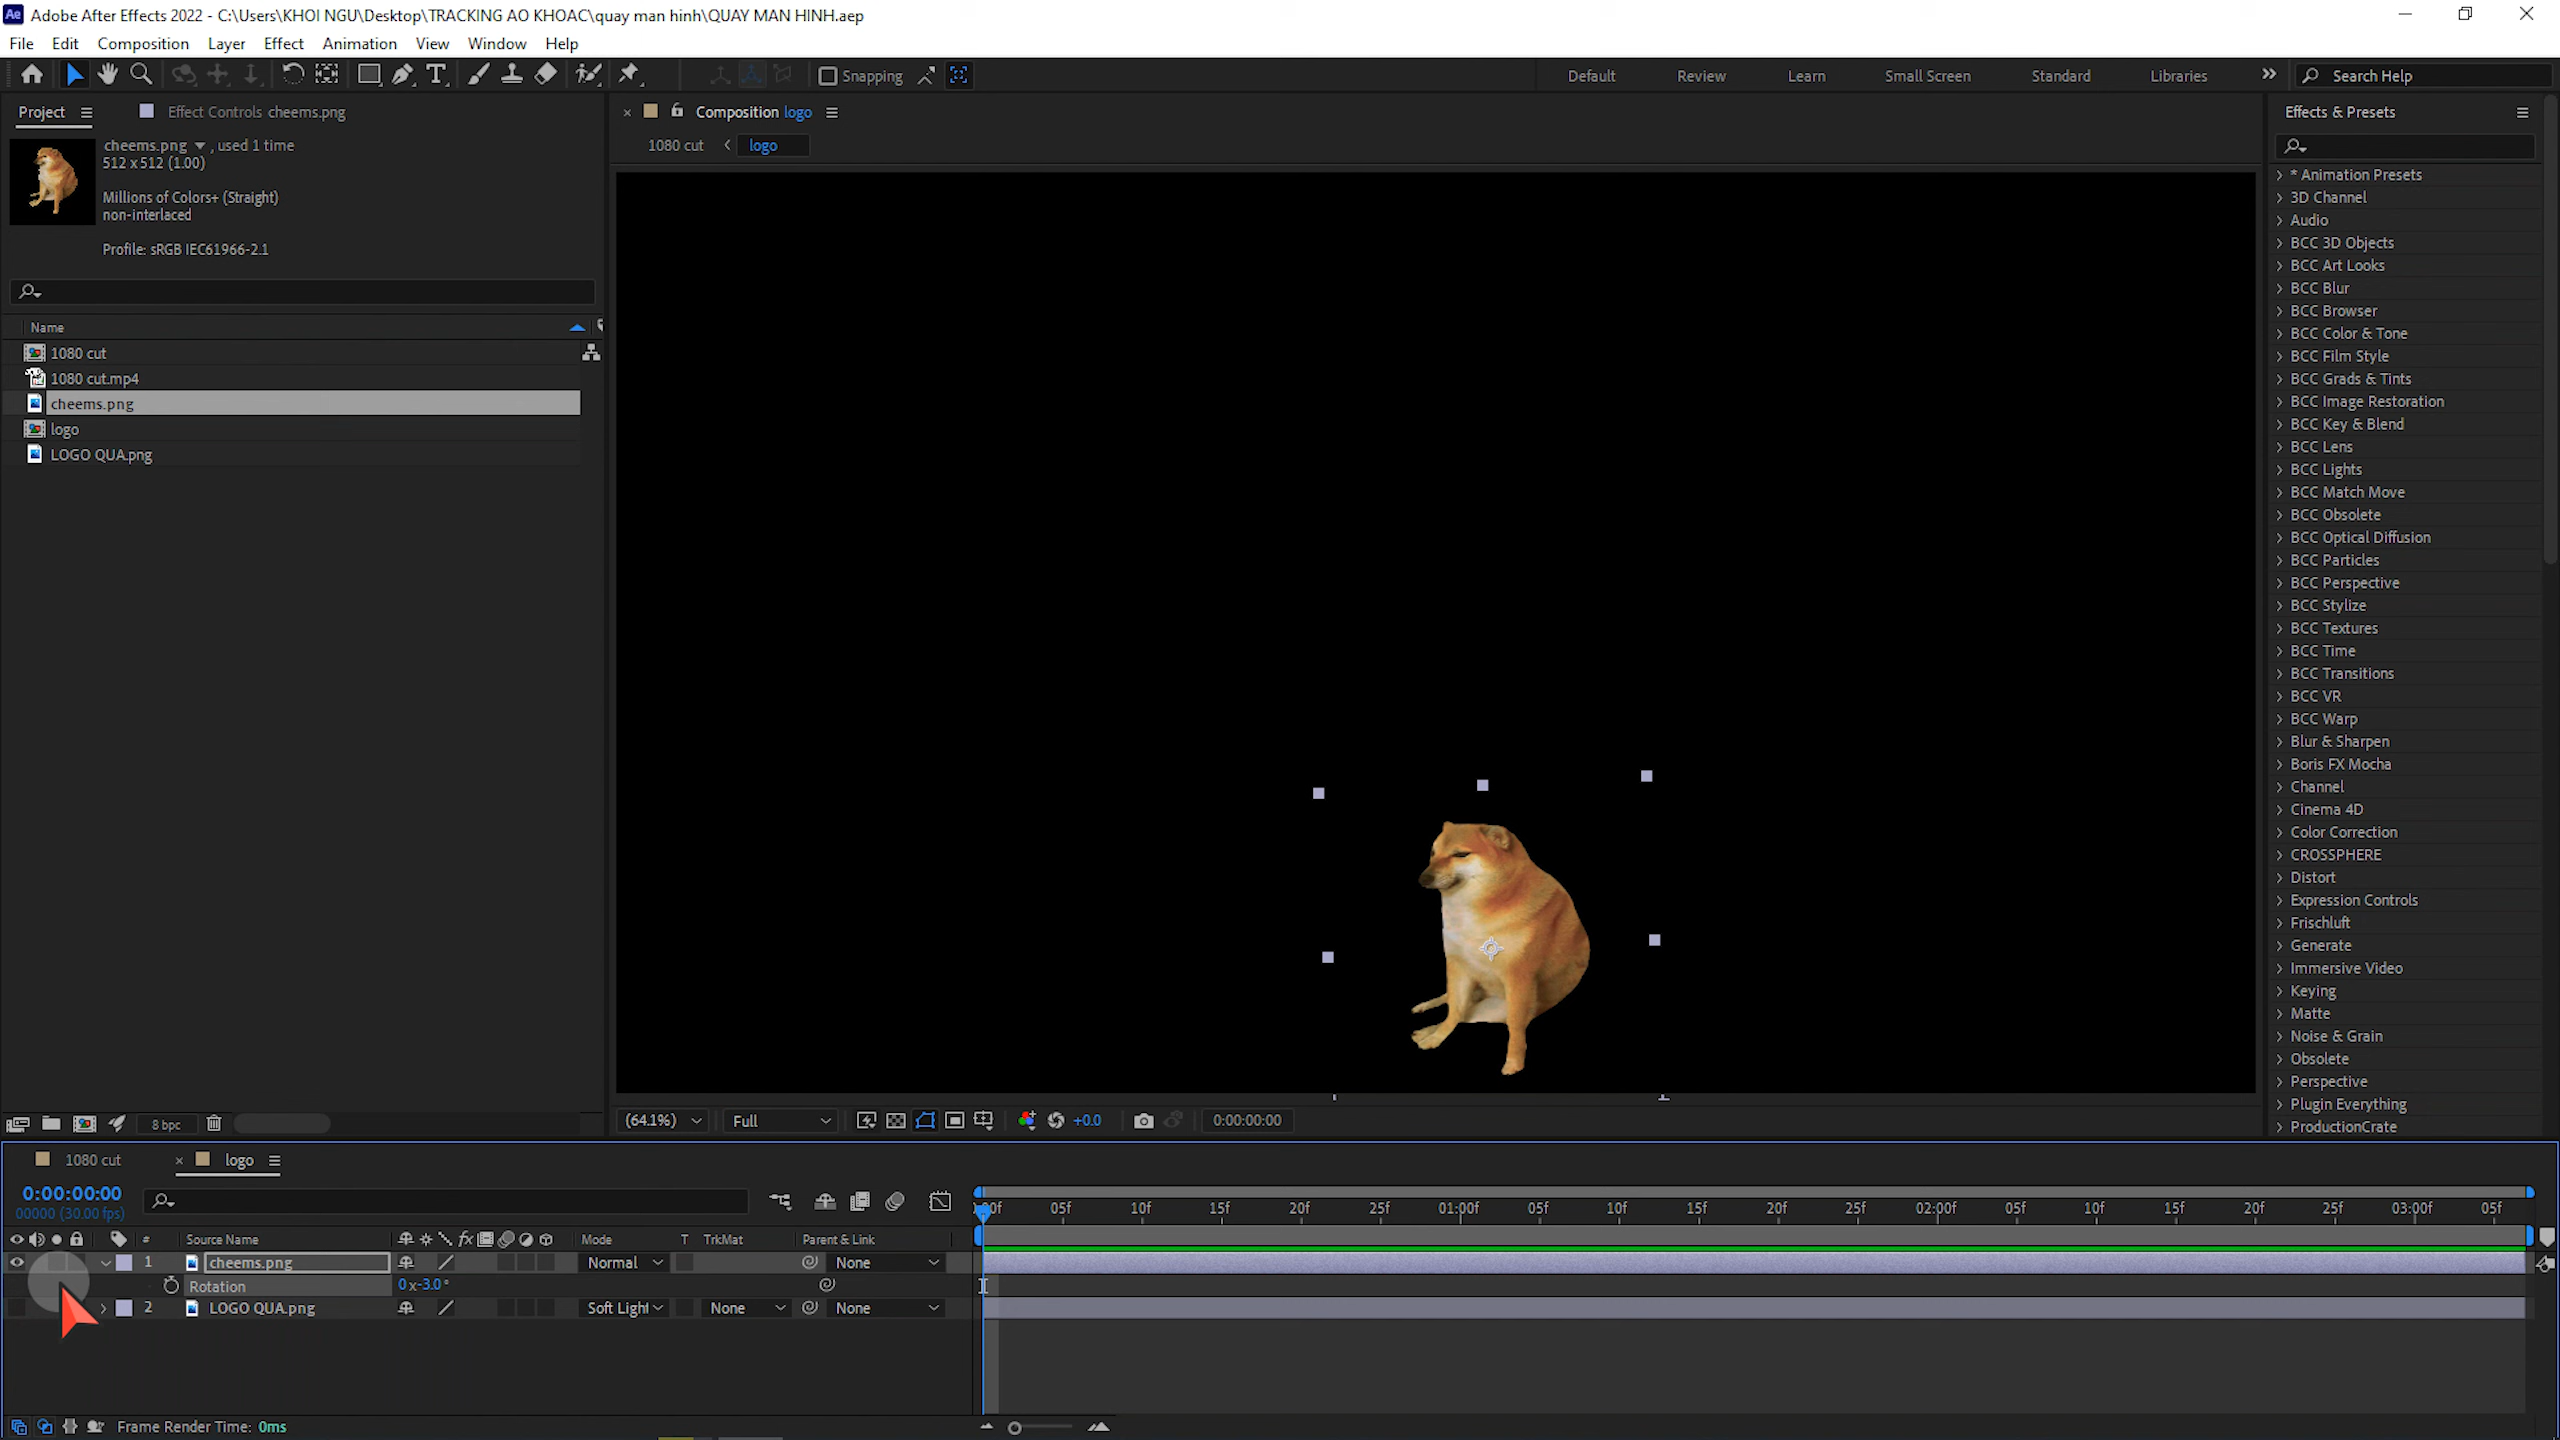 Adobe After Effects 2022 - C:\Users\KHOI NGU\Desktop\TRACKING AO KHOAC\quay man hinh\QUAY MAN HINH.aep
File Edit Composition Layer Effect Animation View Window Help
Snapping
Default Review Learn Small Screen Standard Libraries
Search Help
Project
Effect Controls cheems.png
cheems.png , used 1 time
512 x 512 (1.00)
Millions of Colors+ (Straight)
non-interlaced
Profile: sRGB IEC61966-2.1
Name
1080 cut
1080 cut.mp4
cheems.png
logo
LOGO QUA.png
8 bpc
Composition logo
1080 cut
logo
(64.1%)
Full
+0.0
0:00:00:00
Effects & Presets
* Animation Presets
3D Channel
Audio
BCC 3D Objects
BCC Art Looks
BCC Blur
BCC Browser
BCC Color & Tone
BCC Film Style
BCC Grads & Tints
BCC Image Restoration
BCC Key & Blend
BCC Lens
BCC Lights
BCC Match Move
BCC Obsolete
BCC Optical Diffusion
BCC Particles
BCC Perspective
BCC Stylize
BCC Textures
BCC Time
BCC Transitions
BCC VR
BCC Warp
Blur & Sharpen
Boris FX Mocha
Channel
Cinema 4D
Color Correction
CROSSPHERE
Distort
Expression Controls
Frischluft
Generate
Immersive Video
Keying
Matte
Noise & Grain
Obsolete
Perspective
Plugin Everything
ProductionCrate
1080 cut
logo
0:00:00:00
00000 (30.00 fps)
:00f 05f 10f 15f 20f 25f 01:00f 05f 10f 15f 20f 25f 02:00f 05f 10f 15f 20f 25f 03:00f 05f
# Source Name Mode T TrkMat Parent & Link
1 cheems.png Normal None
Rotation 0 x-3.0°
2 LOGO QUA.png Soft Light None None
Frame Render Time: 0ms